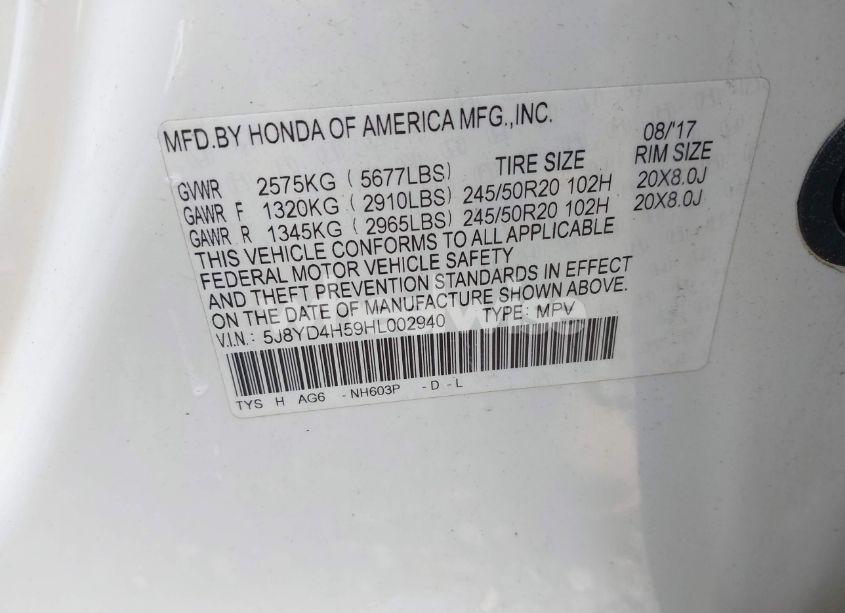 MFD.BY HONDA OF AMERICA MFG.,INC. 08/'17
GVWR 2575KG ( 5677LBS) TIRE SIZE RIM SIZE
GAWR F 1320KG ( 2910LBS) 245/50R20 102H 20X8.0J
GAWR R 1345KG ( 2965LBS) 245/50R20 102H 20X8.0J
THIS VEHICLE CONFORMS TO ALL APPLICABLE
FEDERAL MOTOR VEHICLE SAFETY
AND THEFT PREVENTION STANDARDS IN EFFECT
ON THE DATE OF MANUFACTURE SHOWN ABOVE.
V.I.N.: 5J8YD4H59HL002940 TYPE: MPV
TYS H AG6 - NH603P - D - L